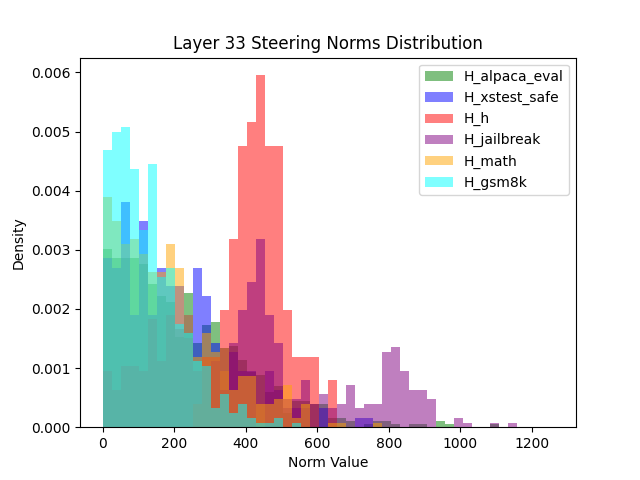 Layer 33 Steering Norms Distribution
0.006
0.005
0.004
0.003
0.002
0.001
0.000
Density
H_alpaca_eval
H_xstest_safe
H_h
H_jailbreak
H_math
H_gsm8k
0 200 400 600 800 1000 1200
Norm Value